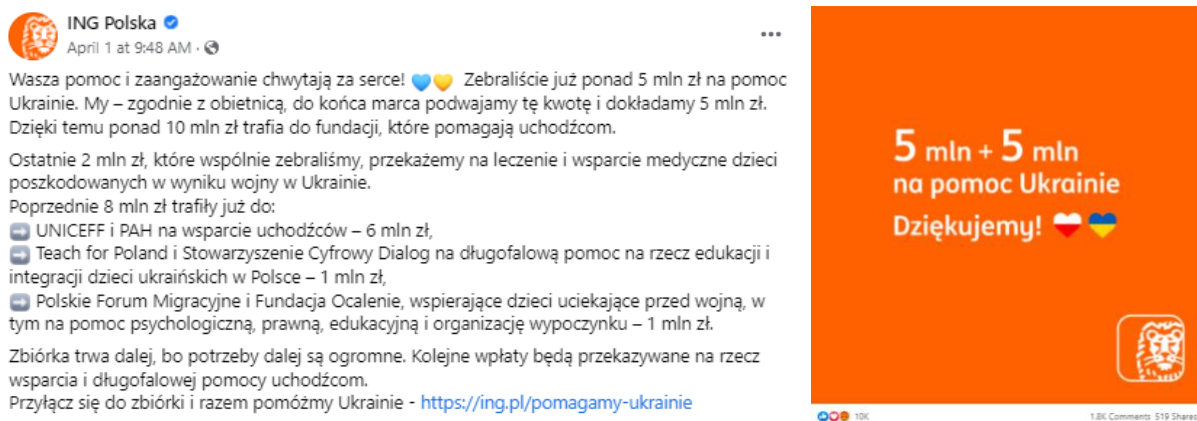 ING Polska
April 1 at 9:48 AM ·
Wasza pomoc i zaangażowanie chwytają za serce! 💙💛 Zebraliście już ponad 5 mln zł na pomoc
Ukrainie. My – zgodnie z obietnicą, do końca marca podwajamy tę kwotę i dokładamy 5 mln zł.
Dzięki temu ponad 10 mln zł trafia do fundacji, które pomagają uchodźcom.
Ostatnie 2 mln zł, które wspólnie zebraliśmy, przekażemy na leczenie i wsparcie medyczne dzieci
poszkodowanych w wyniku wojny w Ukrainie.
Poprzednie 8 mln zł trafiły już do:
➡ UNICEFF i PAH na wsparcie uchodźców – 6 mln zł,
➡ Teach for Poland i Stowarzyszenie Cyfrowy Dialog na długofalową pomoc na rzecz edukacji i
integracji dzieci ukraińskich w Polsce – 1 mln zł,
➡ Polskie Forum Migracyjne i Fundacja Ocalenie, wspierające dzieci uciekające przed wojną, w
tym na pomoc psychologiczną, prawną, edukacyjną i organizację wypoczynku – 1 mln zł.
Zbiórka trwa dalej, bo potrzeby dalej są ogromne. Kolejne wpłaty będą przekazywane na rzecz
wsparcia i długofalowej pomocy uchodźcom.
Przyłącz się do zbiórki i razem pomóżmy Ukrainie - https://ing.pl/pomagamy-ukrainie
5 mln + 5 mln
na pomoc Ukrainie
Dziękujemy!
10K
1.8K Comments 519 Shares